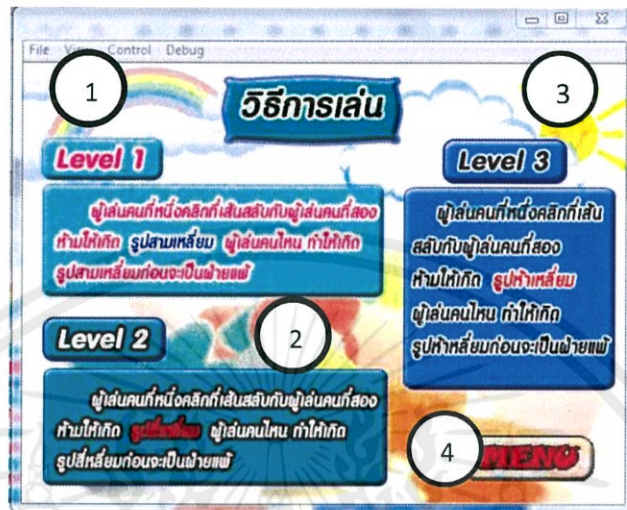 File View Control Debug
1
3
วิธีการเล่น
Level 1
ผู้เล่นคนที่หนึ่งคลิกที่เส้นสลับกับผู้เล่นคนที่สอง
ห้ามให้เกิด รูปสามเหลี่ยม ผู้เล่นคนไหน ทำให้เกิด
รูปสามเหลี่ยมก่อนจะเป็นฝ่ายแพ้
Level 2
2
ผู้เล่นคนที่หนึ่งคลิกที่เส้นสลับกับผู้เล่นคนที่สอง
ห้ามให้เกิด รูปสี่เหลี่ยม ผู้เล่นคนไหน ทำให้เกิด
รูปสี่หลี่ยมก่อนจะเป็นฝ่ายแพ้
Level 3
ผู้เล่นคนที่หนึ่งคลิกที่เส้น
สลับกับผู้เล่นคนที่สอง
ห้ามให้เกิด รูปห้าเหลี่ยม
ผู้เล่นคนไหน ทำให้เกิด
รูปห้าหลี่ยมก่อนจะเป็นฝ่ายแพ้
4
MENU